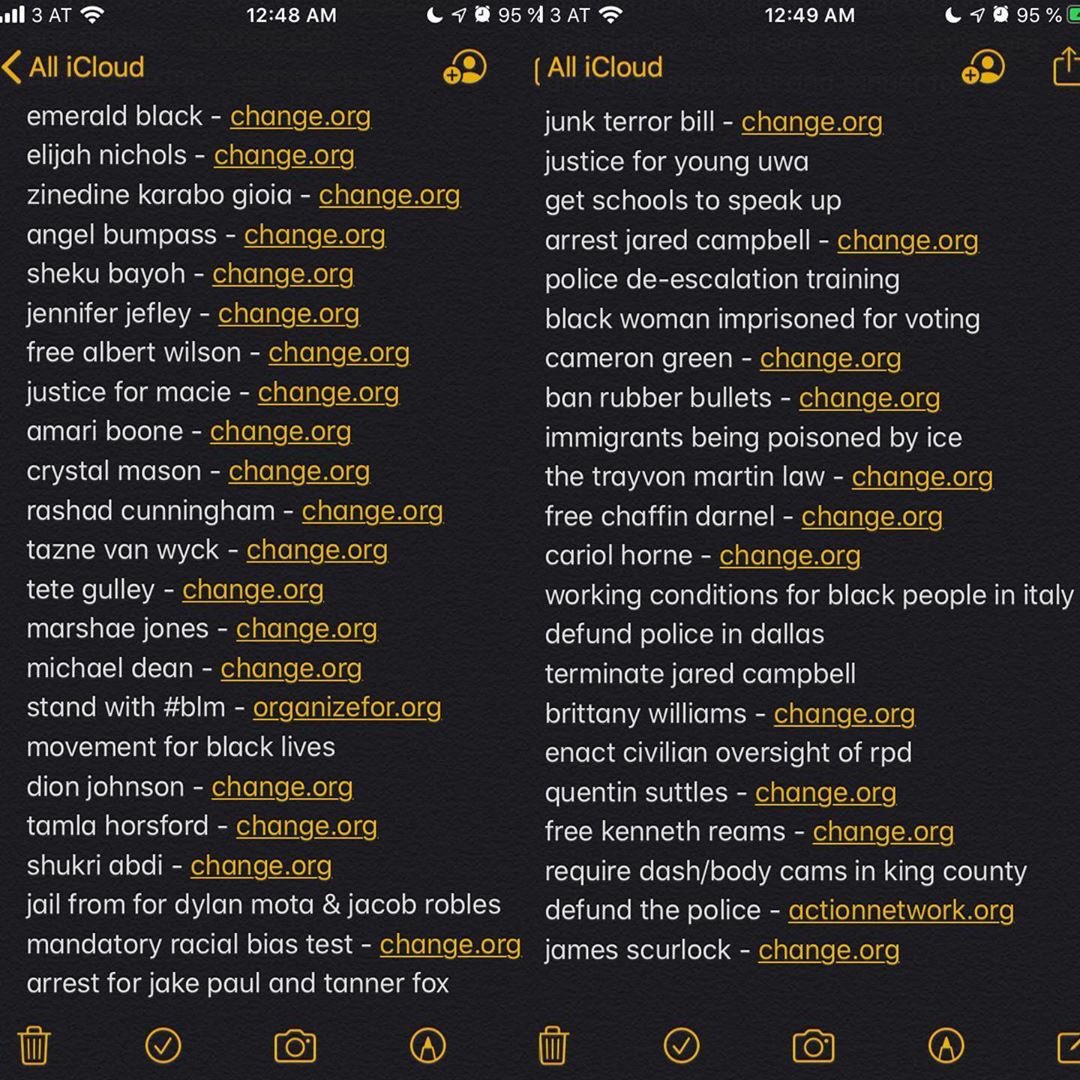 3 AT 12:48 AM 95 %
All iCloud
emerald black - change.org
elijah nichols - change.org
zinedine karabo gioia - change.org
angel bumpass - change.org
sheku bayoh - change.org
jennifer jefley - change.org
free albert wilson - change.org
justice for macie - change.org
amari boone - change.org
crystal mason - change.org
rashad cunningham - change.org
tazne van wyck - change.org
tete gulley - change.org
marshae jones - change.org
michael dean - change.org
stand with #blm - organizefor.org
movement for black lives
dion johnson - change.org
tamla horsford - change.org
shukri abdi - change.org
jail from for dylan mota & jacob robles
mandatory racial bias test - change.org
arrest for jake paul and tanner fox
3 AT 12:49 AM 95 %
All iCloud
junk terror bill - change.org
justice for young uwa
get schools to speak up
arrest jared campbell - change.org
police de-escalation training
black woman imprisoned for voting
cameron green - change.org
ban rubber bullets - change.org
immigrants being poisoned by ice
the trayvon martin law - change.org
free chaffin darnel - change.org
cariol horne - change.org
working conditions for black people in italy
defund police in dallas
terminate jared campbell
brittany williams - change.org
enact civilian oversight of rpd
quentin suttles - change.org
free kenneth reams - change.org
require dash/body cams in king county
defund the police - actionnetwork.org
james scurlock - change.org